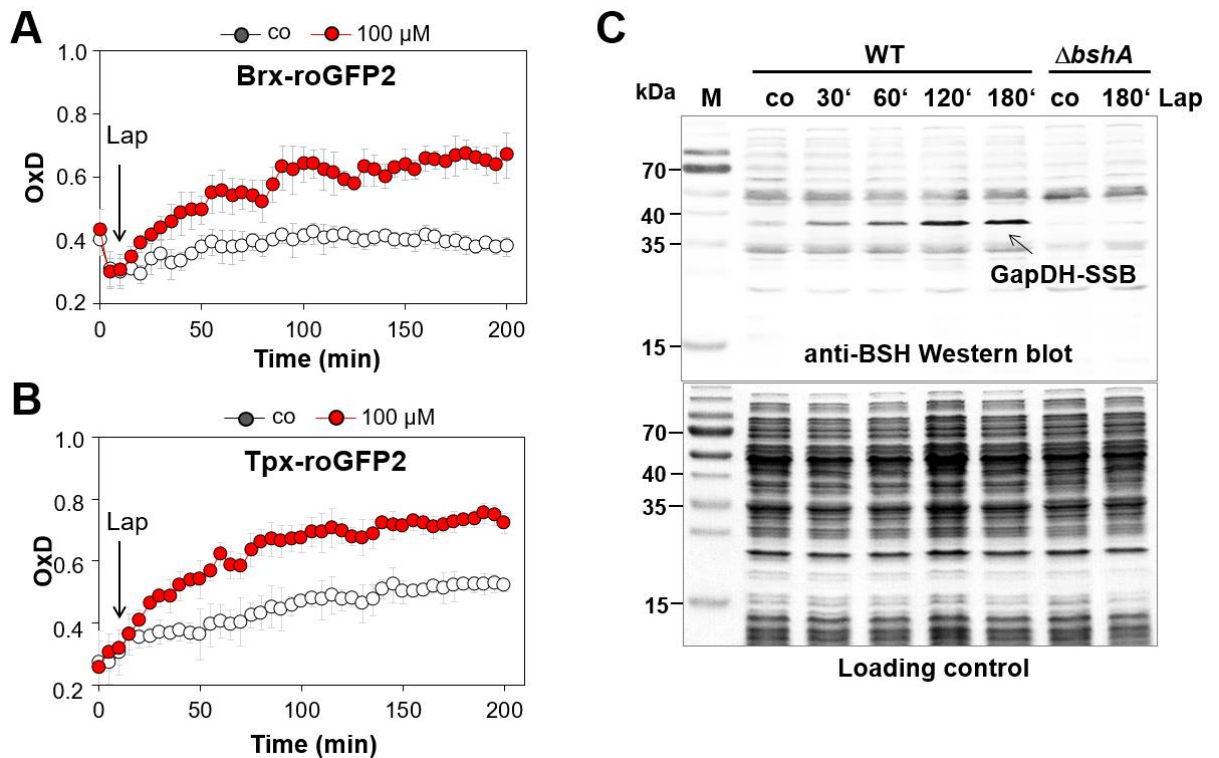 A
co 100 µM
1.0
Brx-roGFP2
0.8
Lap
0.6
OxD
0.4
0.2
0 50 100 150 200
Time (min)
B
co 100 µM
1.0
Tpx-roGFP2
0.8
Lap
0.6
OxD
0.4
0.2
0 50 100 150 200
Time (min)
C
WT ΔbshA
kDa M co 30‘ 60‘ 120‘ 180‘ co 180‘ Lap
70
40
35
GapDH-SSB
15
anti-BSH Western blot
70
40
35
15
Loading control